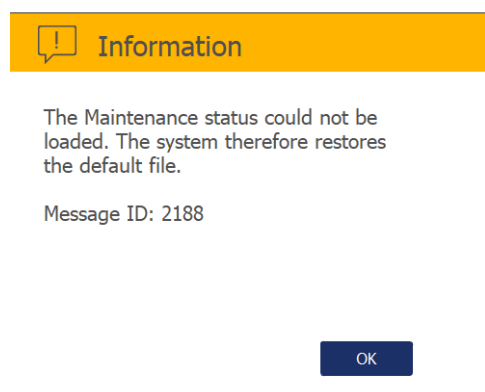 !
Information
The Maintenance status could not be
loaded. The system therefore restores
the default file.
Message ID: 2188
OK